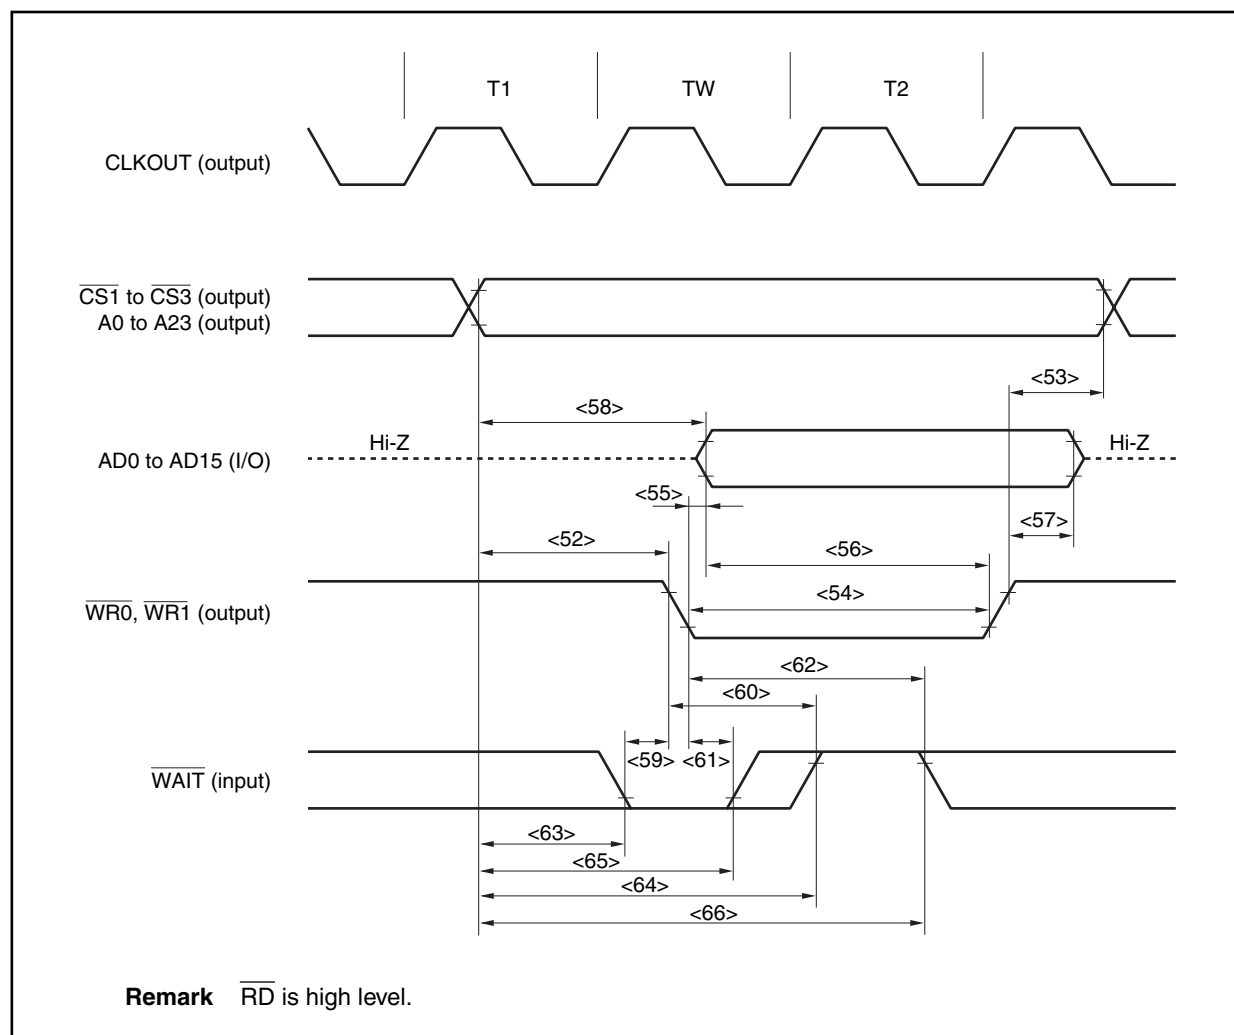 T1 TW T2
CLKOUT (output)
CS1 to CS3 (output)
A0 to A23 (output)
<53>
<58>
Hi-Z Hi-Z
AD0 to AD15 (I/O)
<55>
<57>
<52>
<56>
<54>
WR0, WR1 (output)
<62>
<60>
<59> <61>
WAIT (input)
<63>
<65>
<64>
<66>
Remark RD is high level.